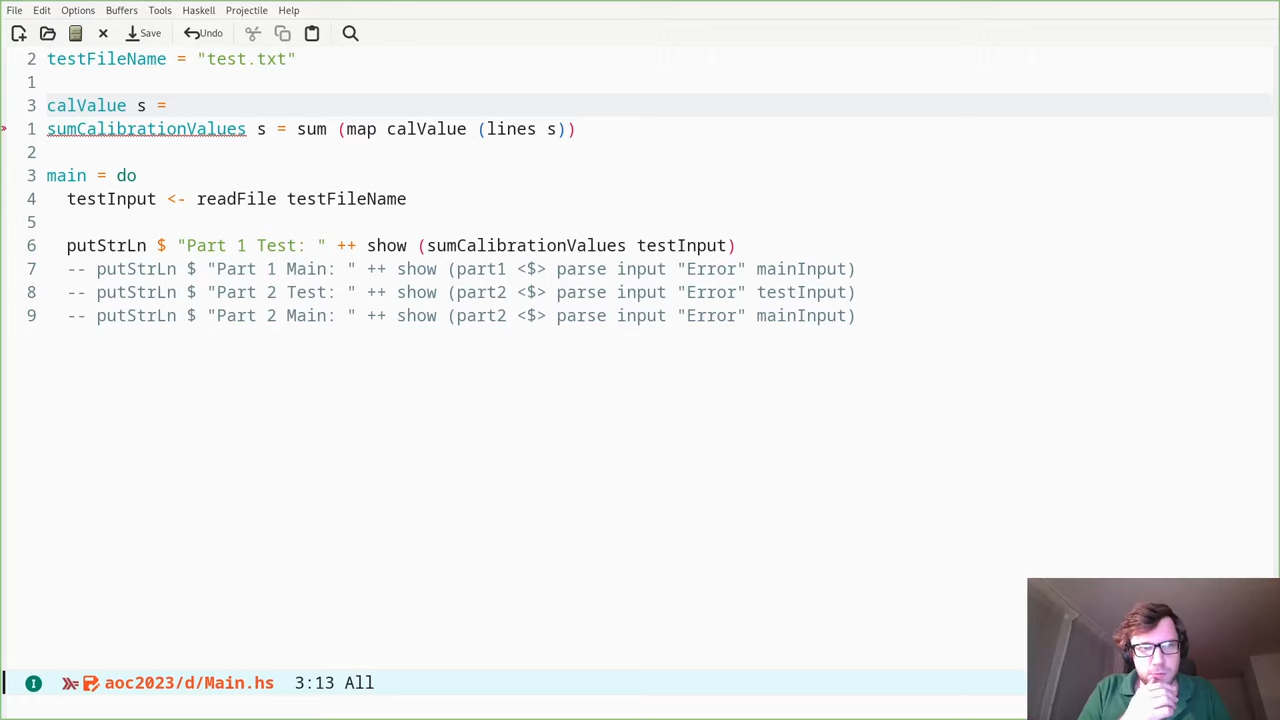 File Edit Options Buffers Tools Haskell Projectile Help
Save Undo
2 testFileName = "test.txt"
1
3 calValue s =
» 1 sumCalibrationValues s = sum (map calValue (lines s))
2
3 main = do
4 testInput <- readFile testFileName
5
6 putStrLn $ "Part 1 Test: " ++ show (sumCalibrationValues testInput)
7 -- putStrLn $ "Part 1 Main: " ++ show (part1 <$> parse input "Error" mainInput)
8 -- putStrLn $ "Part 2 Test: " ++ show (part2 <$> parse input "Error" testInput)
9 -- putStrLn $ "Part 2 Main: " ++ show (part2 <$> parse input "Error" mainInput)
I aoc2023/d/Main.hs 3:13 All